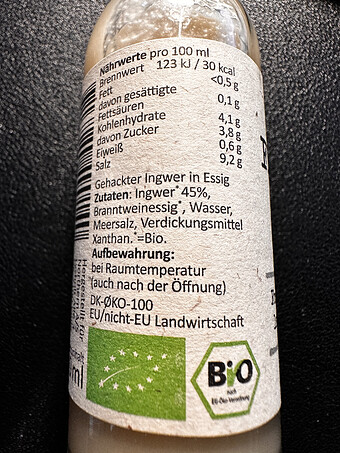 Nährwerte pro 100 ml
Brennwert 123 kJ / 30 kcal
Fett <0,5 g
davon gesättigte
Fettsäuren 0,1 g
Kohlenhydrate 4,1 g
davon Zucker 3,8 g
Eiweiß 0,6 g
Salz 9,2 g
Gehackter Ingwer in Essig
Zutaten: Ingwer* 45%,
Branntweinessig*, Wasser,
Meersalz, Verdickungsmittel
Xanthan.*=Bio.
Aufbewahrung:
bei Raumtemperatur
(auch nach der Öffnung)
DK-ØKO-100
EU/nicht-EU Landwirtschaft
Bio
nach
EG-Öko-Verordnung
Hergestellt für
ml